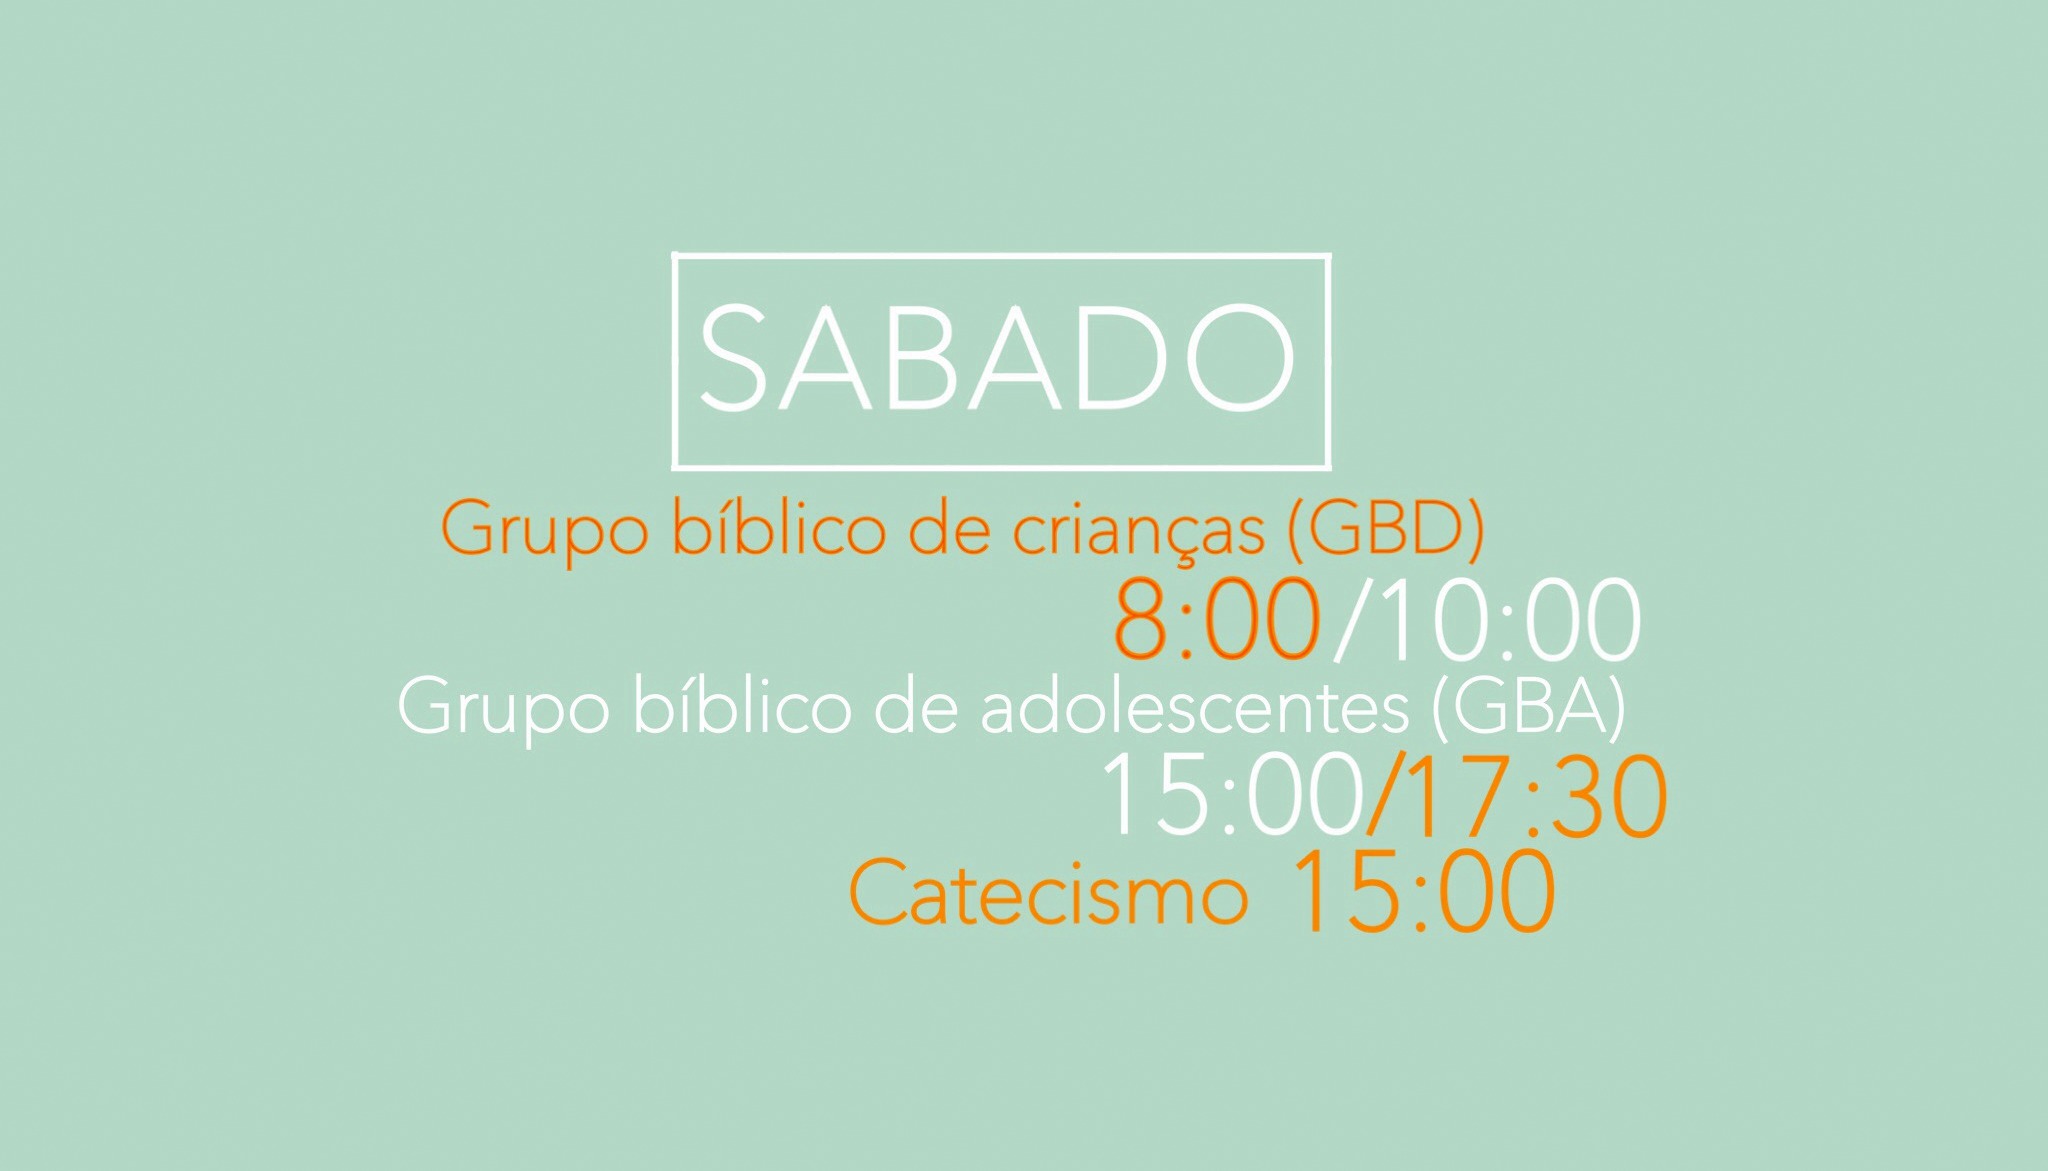 SABADO
Grupo bíblico de crianças (GBD)
8:00/10:00
Grupo bíblico de adolescentes (GBA)
15:00/17:30
Catecismo 15:00